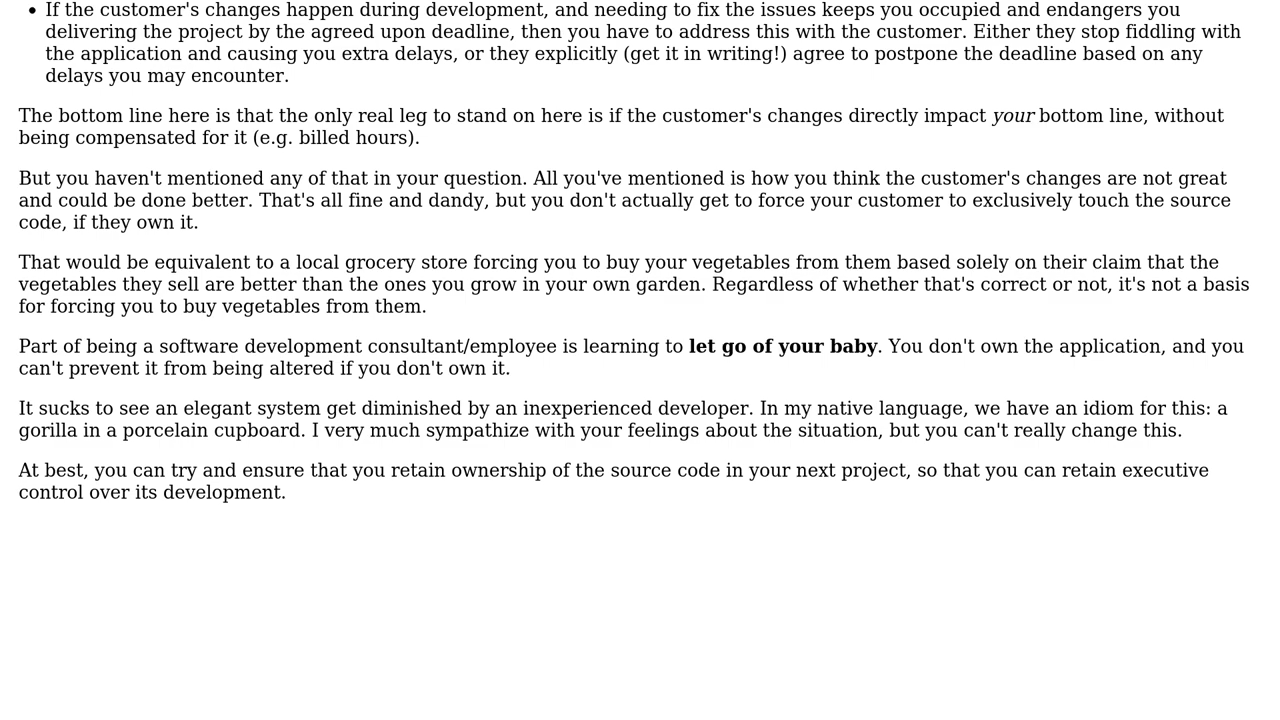 • If the customer's changes happen during development, and needing to fix the issues keeps you occupied and endangers you
delivering the project by the agreed upon deadline, then you have to address this with the customer. Either they stop fiddling with
the application and causing you extra delays, or they explicitly (get it in writing!) agree to postpone the deadline based on any
delays you may encounter.
The bottom line here is that the only real leg to stand on here is if the customer's changes directly impact your bottom line, without
being compensated for it (e.g. billed hours).
But you haven't mentioned any of that in your question. All you've mentioned is how you think the customer's changes are not great
and could be done better. That's all fine and dandy, but you don't actually get to force your customer to exclusively touch the source
code, if they own it.
That would be equivalent to a local grocery store forcing you to buy your vegetables from them based solely on their claim that the
vegetables they sell are better than the ones you grow in your own garden. Regardless of whether that's correct or not, it's not a basis
for forcing you to buy vegetables from them.
Part of being a software development consultant/employee is learning to let go of your baby. You don't own the application, and you
can't prevent it from being altered if you don't own it.
It sucks to see an elegant system get diminished by an inexperienced developer. In my native language, we have an idiom for this: a
gorilla in a porcelain cupboard. I very much sympathize with your feelings about the situation, but you can't really change this.
At best, you can try and ensure that you retain ownership of the source code in your next project, so that you can retain executive
control over its development.